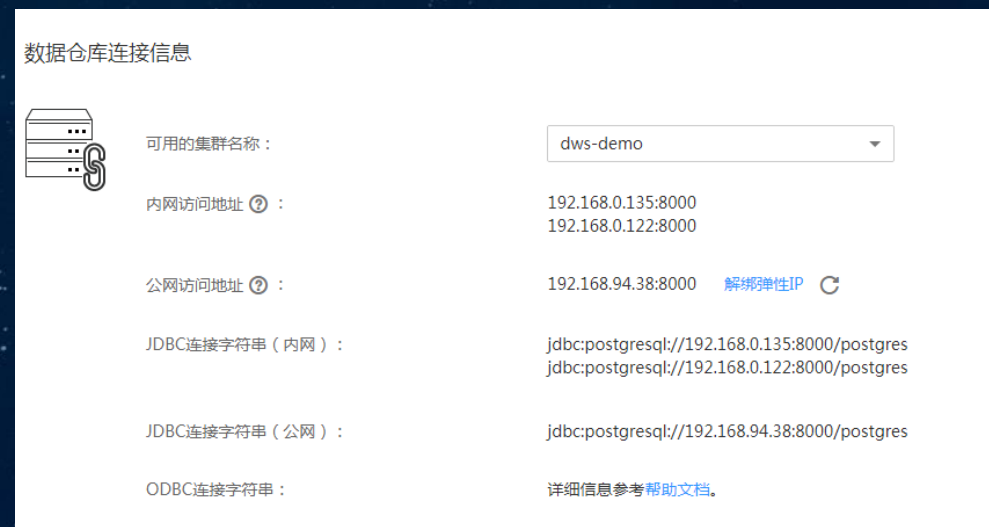 数据仓库连接信息
可用的集群名称： dws-demo
内网访问地址 ？ ： 192.168.0.135:8000
192.168.0.122:8000
公网访问地址 ？ ： 192.168.94.38:8000 解绑弹性IP
JDBC连接字符串（内网）： jdbc:postgresql://192.168.0.135:8000/postgres
jdbc:postgresql://192.168.0.122:8000/postgres
JDBC连接字符串（公网）： jdbc:postgresql://192.168.94.38:8000/postgres
ODBC连接字符串： 详细信息参考帮助文档。